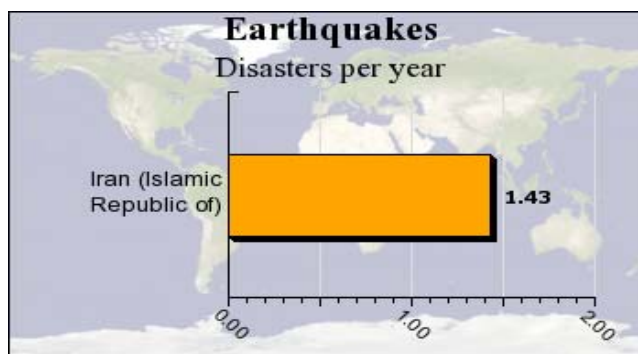 Earthquakes
Disasters per year
Iran (Islamic
Republic of)
1.43
0.00
1.00
2.00